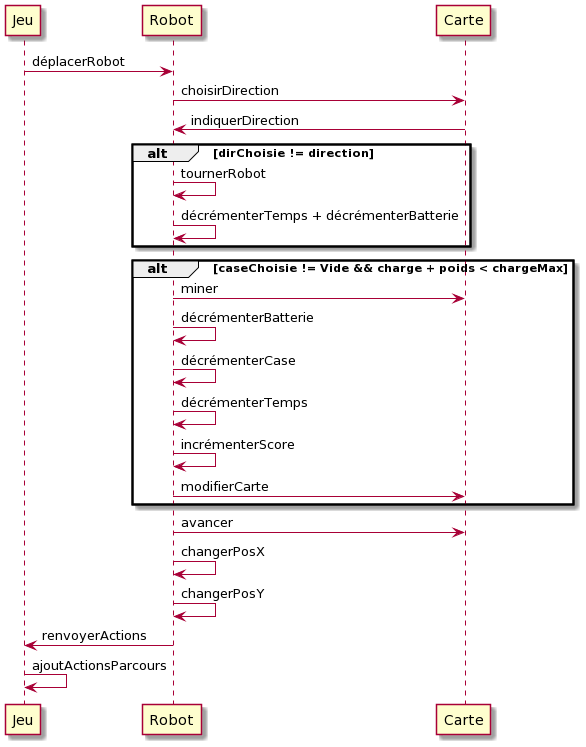 Jeu
Robot
Carte
déplacerRobot
choisirDirection
indiquerDirection
alt
[dirChoisie != direction]
tournerRobot
décrémenterTemps + décrémenterBatterie
alt
[caseChoisie != Vide && charge + poids < chargeMax]
miner
décrémenterBatterie
décrémenterCase
décrémenterTemps
incrémenterScore
modifierCarte
avancer
changerPosX
changerPosY
renvoyerActions
ajoutActionsParcours
Jeu
Robot
Carte